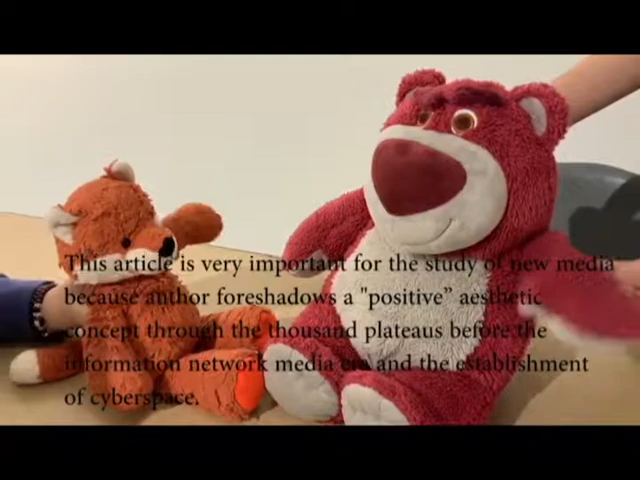 This article is very important for the study of new media
because anthor foreshadows a "positive” aesthetic
concept through the thousand plateaus before the
information network media era and the establishment
of cyberspace.